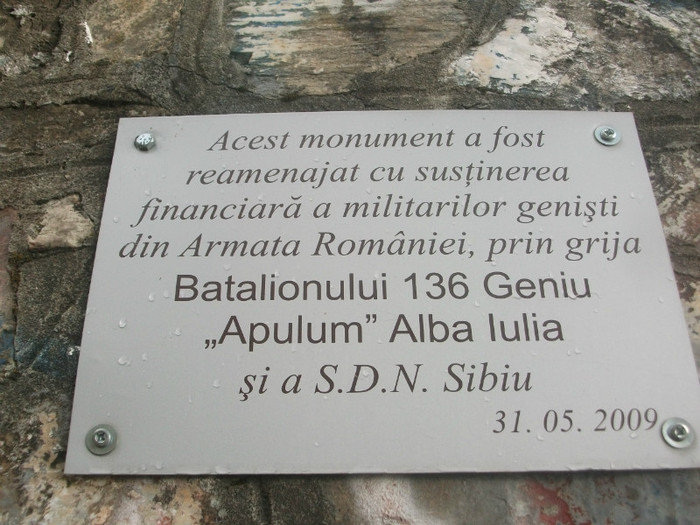 Acest monument a fost
reamenajat cu susținerea
financiară a militarilor genişti
din Armata României, prin grija
Batalionului 136 Geniu
„Apulum” Alba Iulia
şi a S.D.N. Sibiu
31. 05. 2009